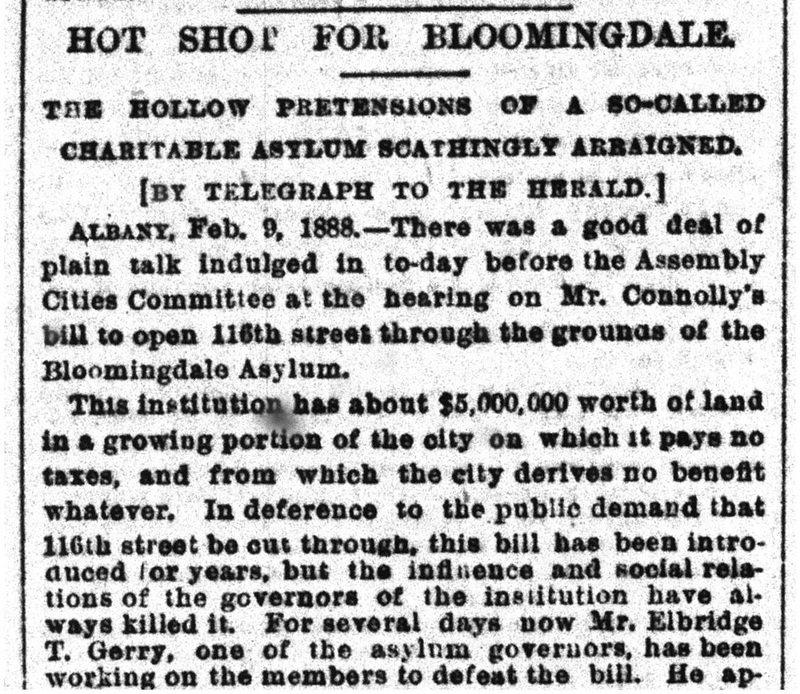 HOT SHOT FOR BLOOMINGDALE.
THE HOLLOW PRETENSIONS OF A SO-CALLED
CHARITABLE ASYLUM SCATHINGLY ARRAIGNED.
[BY TELEGRAPH TO THE HERALD.]
ALBANY, Feb. 9, 1888.—There was a good deal of
plain talk indulged in to-day before the Assembly
Cities Committee at the hearing on Mr. Connolly's
bill to open 116th street through the grounds of the
Bloomingdale Asylum.
This institution has about $5,000,000 worth of land
in a growing portion of the city on which it pays no
taxes, and from which the city derives no benefit
whatever. In deference to the public demand that
116th street be cut through, this bill has been intro-
duced for years, but the influence and social rela-
tions of the governors of the institution have al-
ways killed it. For several days now Mr. Elbridge
T. Gerry, one of the asylum governors, has been
working on the members to defeat the bill. He ap-